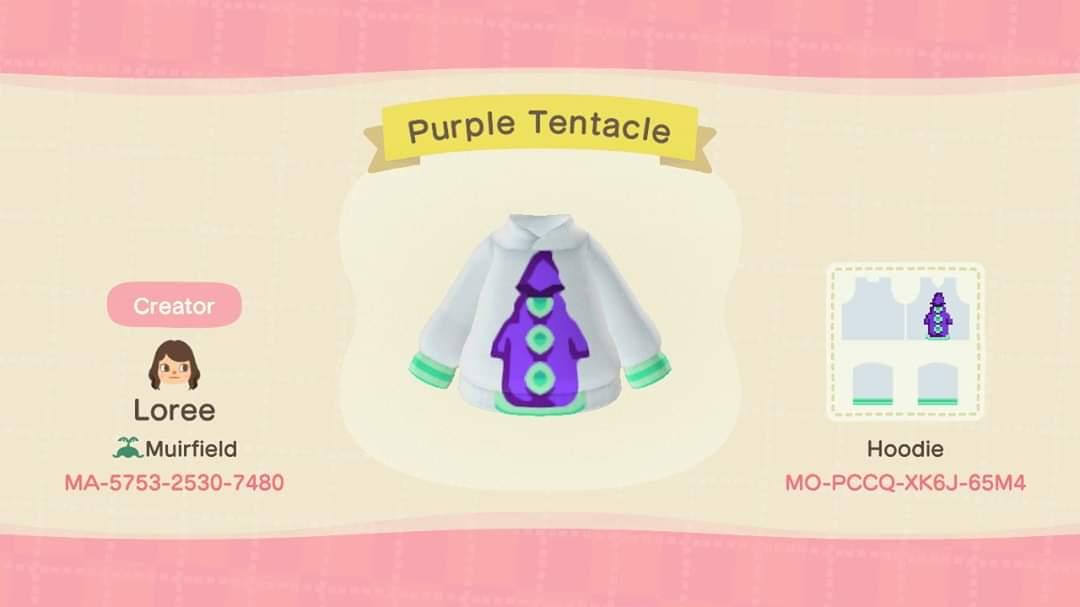 Purple Tentacle
Creator
Loree
Muirfield
MA-5753-2530-7480
Hoodie
MO-PCCQ-XK6J-65M4